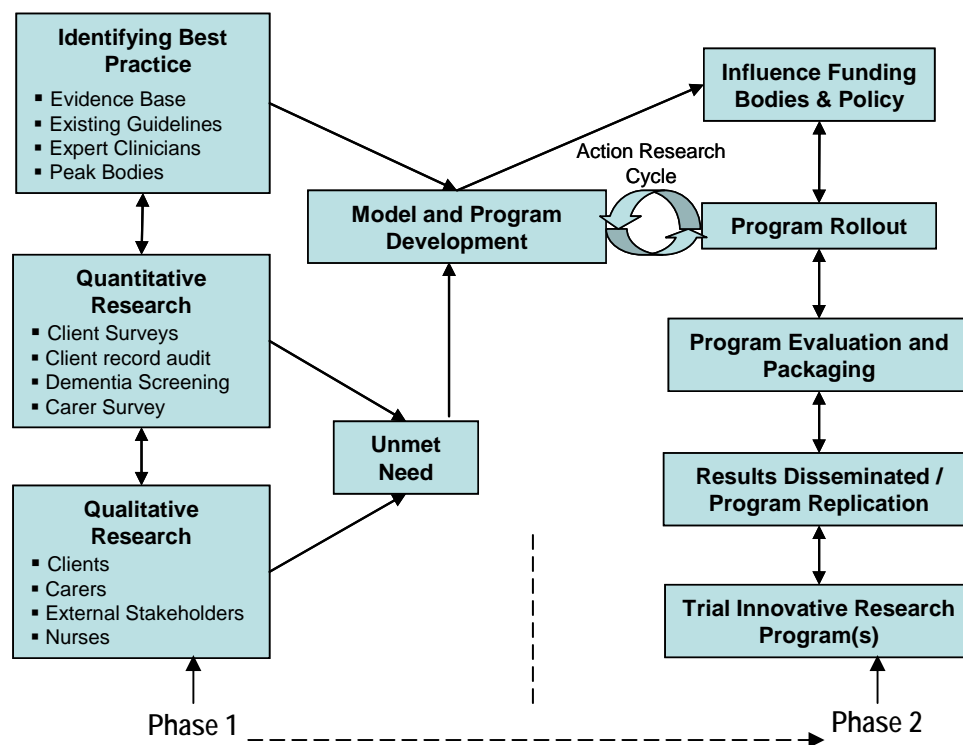 Identifying Best
Practice
▪ Evidence Base
▪ Existing Guidelines
▪ Expert Clinicians
▪ Peak Bodies
Quantitative
Research
▪ Client Surveys
▪ Client record audit
▪ Dementia Screening
▪ Carer Survey
Qualitative
Research
▪ Clients
▪ Carers
▪ External Stakeholders
▪ Nurses
Unmet
Need
Model and Program
Development
Action Research
Cycle
Influence Funding
Bodies & Policy
Program Rollout
Program Evaluation and
Packaging
Results Disseminated /
Program Replication
Trial Innovative Research
Program(s)
Phase 1
Phase 2